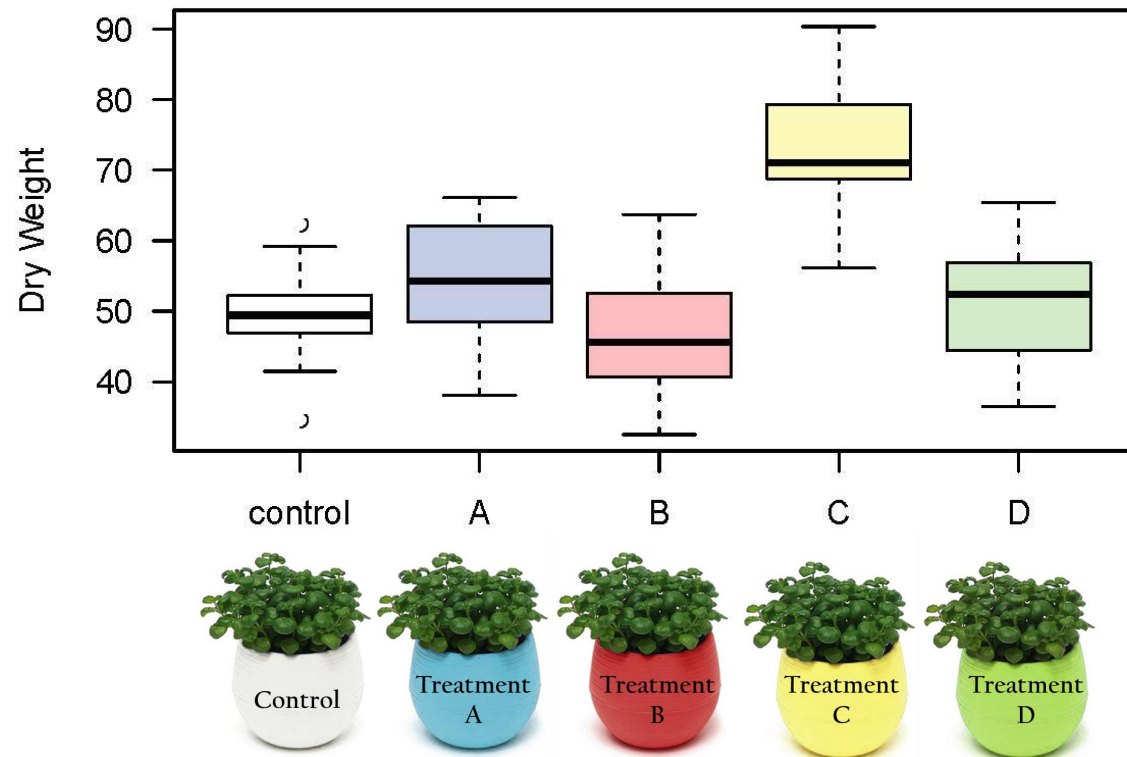 90
80
70
60
50
40
Dry Weight
control A B C D
Control
Treatment
A
Treatment
B
Treatment
C
Treatment
D